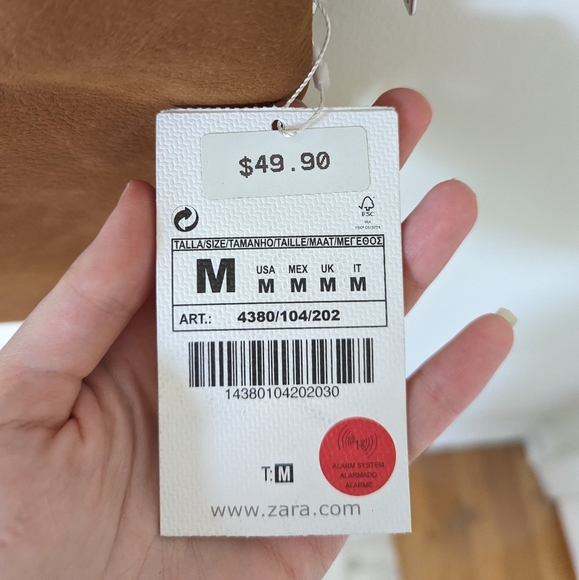 $49.90
FSC
TALLA/SIZE/TAMANHO/TAILLE/MAAT/ΜΕΓΕΘΟΣ
M
USA MEX UK IT
M M M M
ART.: 4380/104/202
14380104202030
ALARM SYSTEM
ALARMADO
ALARME
T: M
www.zara.com